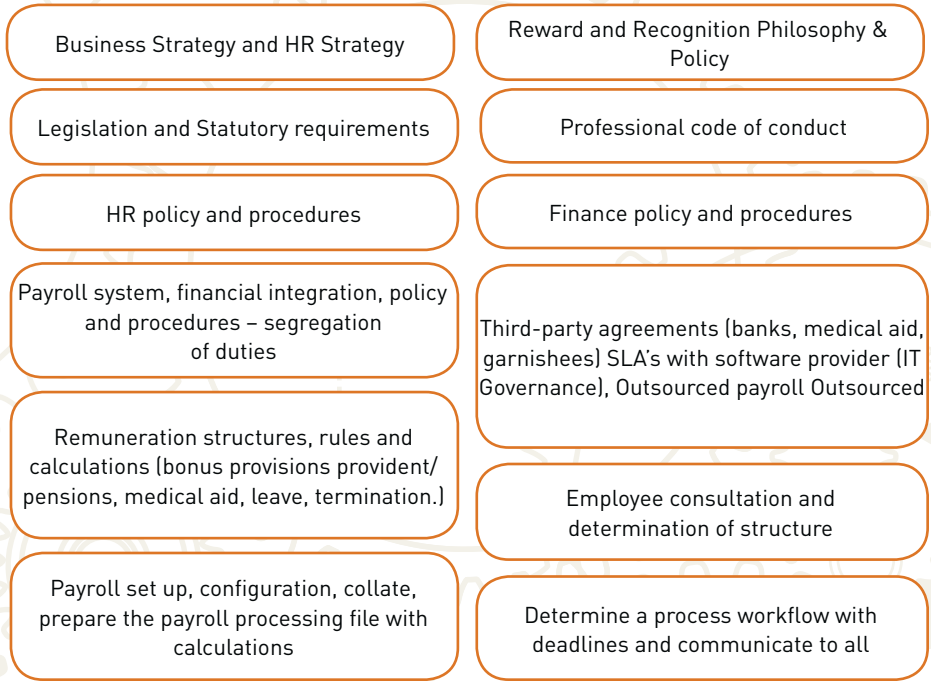 Business Strategy and HR Strategy
Reward and Recognition Philosophy &
Policy
Legislation and Statutory requirements
Professional code of conduct
HR policy and procedures
Finance policy and procedures
Payroll system, financial integration, policy
and procedures – segregation
of duties
Third-party agreements (banks, medical aid,
garnishees) SLA’s with software provider (IT
Governance), Outsourced payroll Outsourced
Remuneration structures, rules and
calculations (bonus provisions provident/
pensions, medical aid, leave, termination.)
Employee consultation and
determination of structure
Payroll set up, configuration, collate,
prepare the payroll processing file with
calculations
Determine a process workflow with
deadlines and communicate to all